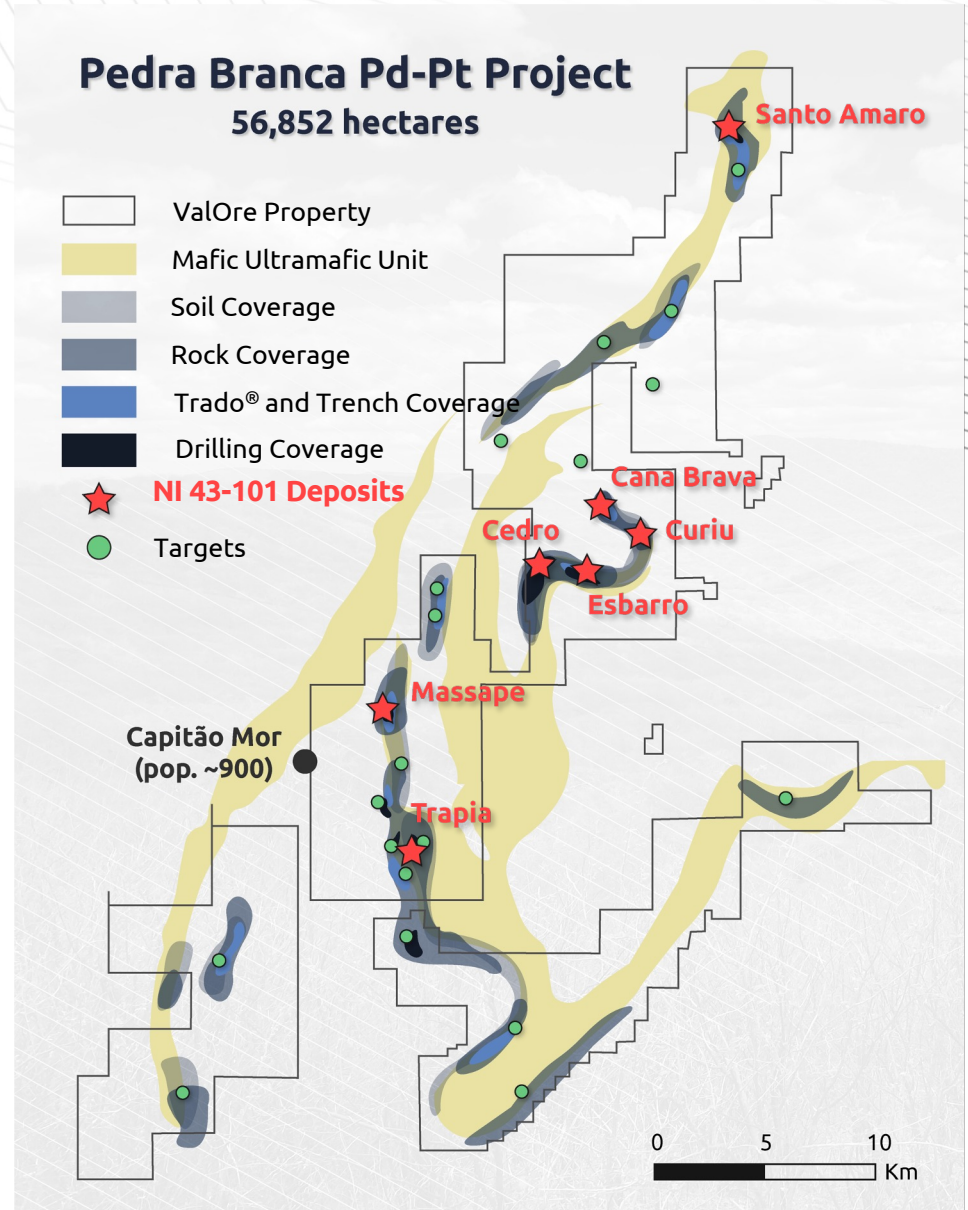 Pedra Branca Pd-Pt Project
56,852 hectares
Santo Amaro
ValOre Property
Mafic Ultramafic Unit
Soil Coverage
Rock Coverage
Trado® and Trench Coverage
Drilling Coverage
NI 43-101 Deposits
Targets
Cana Brava
Cedro
Curiu
Esbarro
Massape
Capitão Mor
(pop. ~900)
Trapia
0 5 10
Km